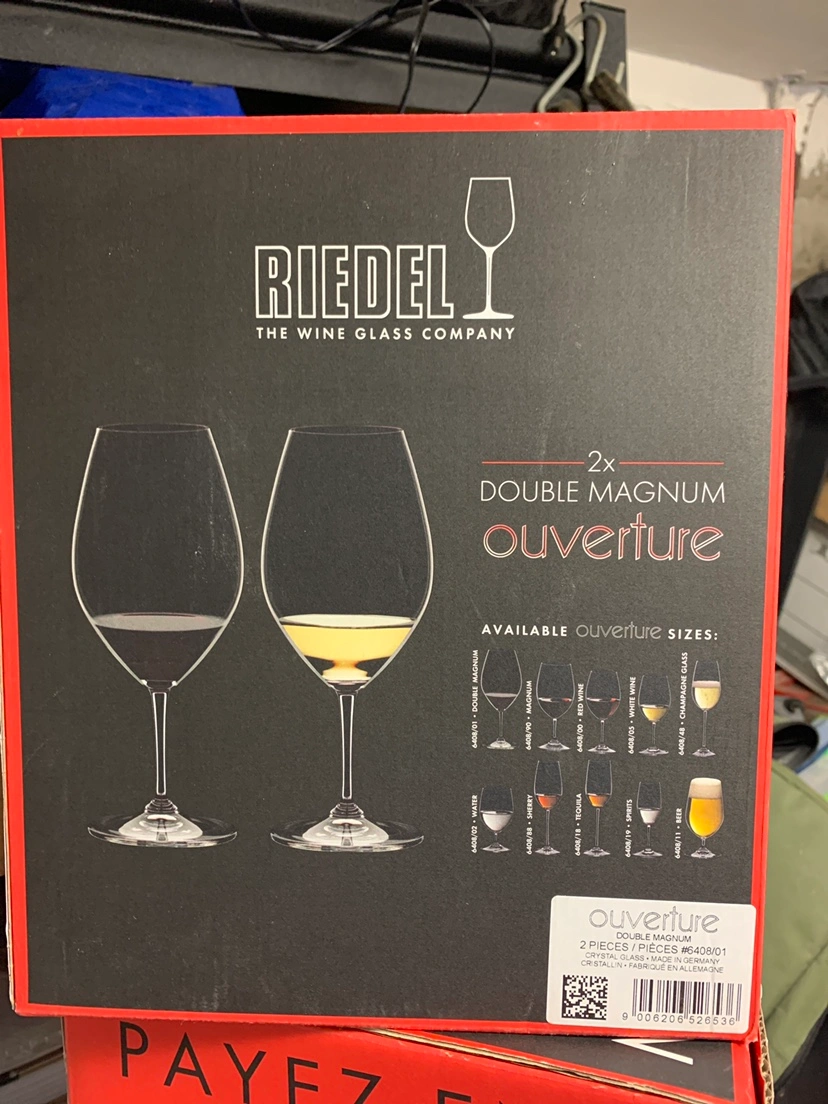 RIEDEL
THE WINE GLASS COMPANY
2x
DOUBLE MAGNUM
ouverture
AVAILABLE ouverture SIZES:
6408/01 • DOUBLE MAGNUM
6408/90 • MAGNUM
6408/00 • RED WINE
6408/05 • WHITE WINE
6408/48 • CHAMPAGNE GLASS
6408/02 • WATER
6408/88 • SHERRY
6408/18 • TEQUILA
6408/19 • SPIRITS
6408/11 • BEER
ouverture
DOUBLE MAGNUM
2 PIECES / PIÈCES #6408/01
CRYSTAL GLASS • MADE IN GERMANY
CRISTALLIN • FABRIQUÉ EN ALLEMAGNE
9 006206 526536
PAYEZ